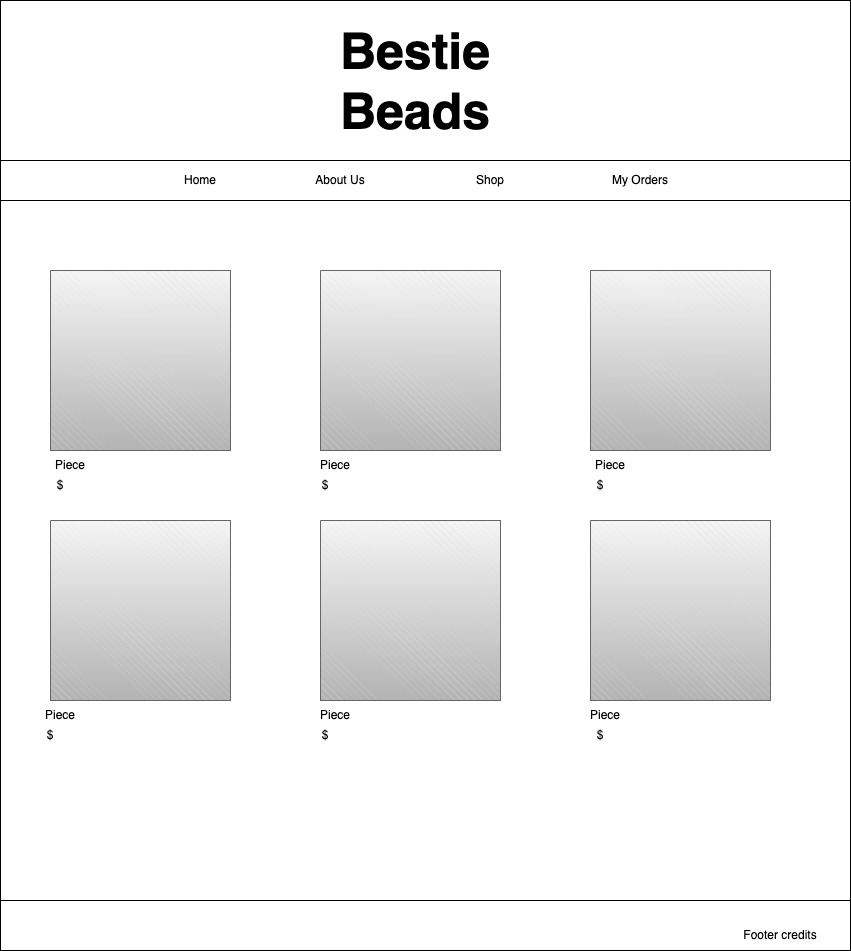 Bestie
Beads
Home About Us Shop My Orders
Piece Piece Piece
$ $ $
Piece Piece Piece
$ $ $
Footer credits